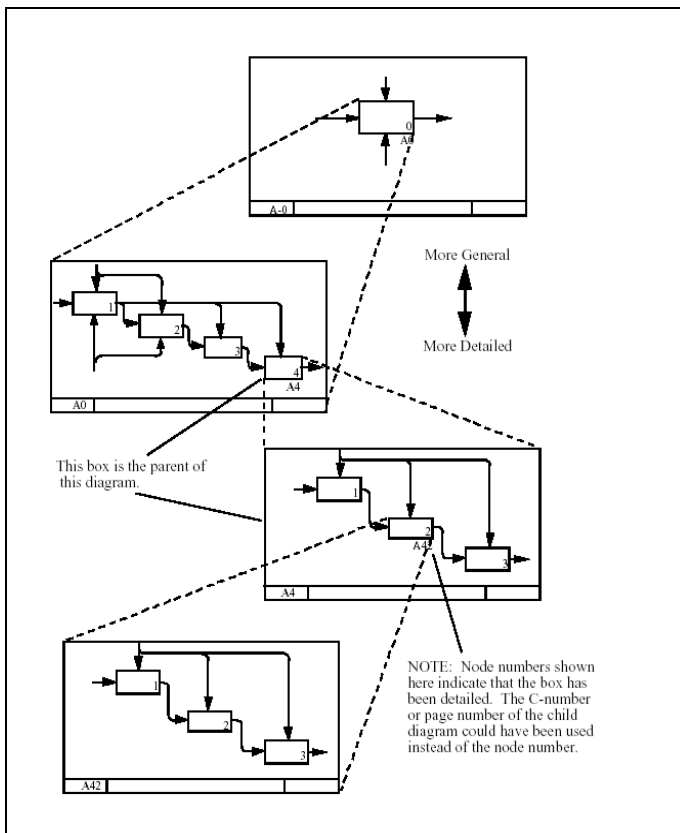 0
A0
A-0
More General
More Detailed
1
2
3
4
A4
A0
This box is the parent of
this diagram.
1
2
A42
3
A4
NOTE: Node numbers shown
here indicate that the box has
been detailed. The C-number
or page number of the child
diagram could have been used
instead of the node number.
1
2
3
A42